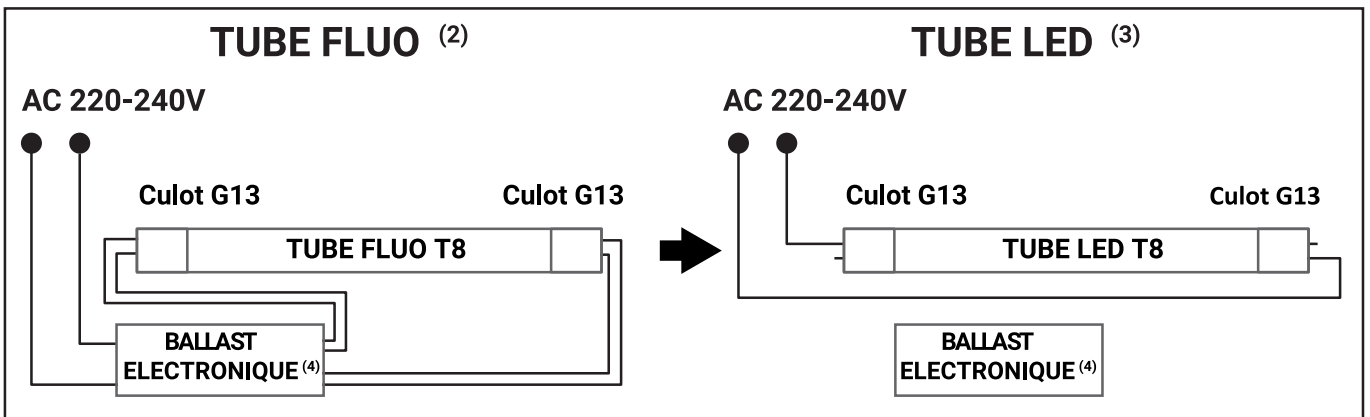 TUBE FLUO (2)
AC 220-240V
Culot G13
Culot G13
TUBE FLUO T8
BALLAST
ELECTRONIQUE (4)
TUBE LED (3)
AC 220-240V
Culot G13
Culot G13
TUBE LED T8
BALLAST
ELECTRONIQUE (4)